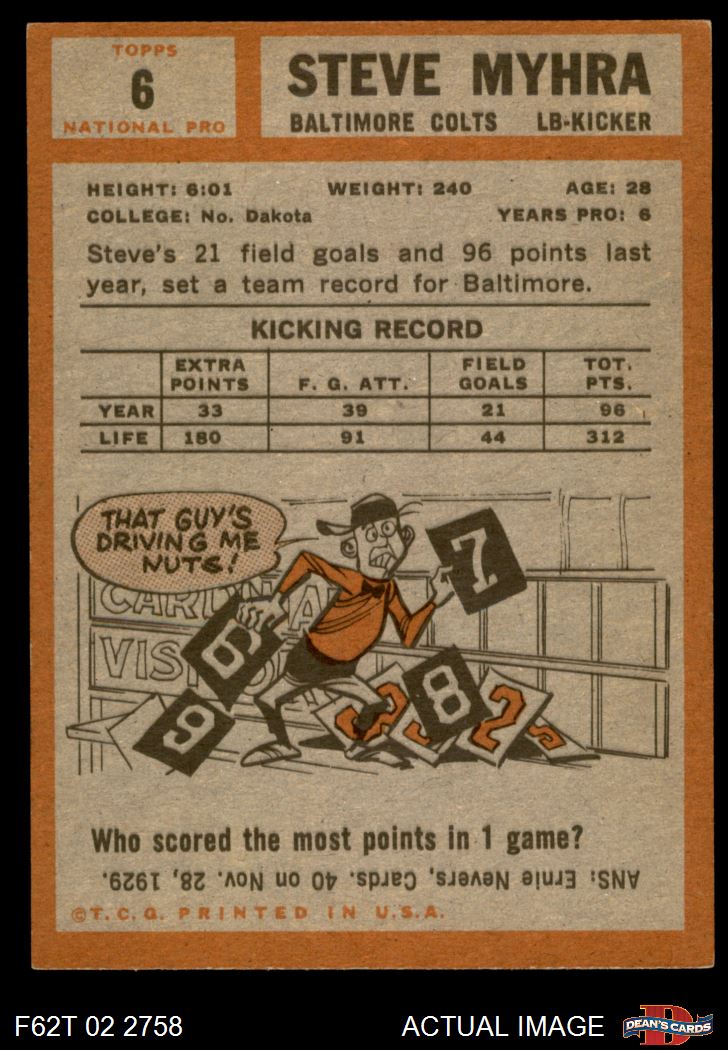 TOPPS
6
NATIONAL PRO
STEVE MYHRA
BALTIMORE COLTS LB-KICKER
HEIGHT: 6:01 WEIGHT: 240 AGE: 28
COLLEGE: No. Dakota YEARS PRO: 6
Steve's 21 field goals and 96 points last
year, set a team record for Baltimore.
KICKING RECORD
EXTRA POINTS F. G. ATT. FIELD GOALS TOT. PTS.
YEAR 33 39 21 96
LIFE 180 91 44 312
THAT GUY'S
DRIVING ME
NUTS!
7
6
8
9
2
5
Who scored the most points in 1 game?
ANS: Ernie Nevers, Cards. 40 on Nov. 28, 1929.
©T.C.G. PRINTED IN U.S.A.
F62T 02 2758 ACTUAL IMAGE DEAN'S CARDS